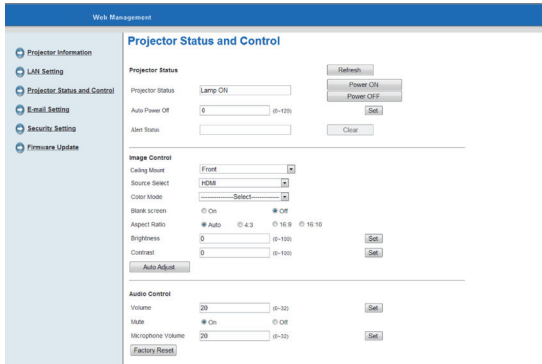 Web Management
Projector Status and Control
Projector Information
LAN Setting
Projector Status and Control
E-mail Setting
Security Setting
Firmware Update
Projector Status
Refresh
Projector Status Lamp ON Power ON
Power OFF
Auto Power Off 0 (0~120) Set
Alert Status Clear
Image Control
Ceiling Mount Front
Source Select HDMI
Color Mode ---------------Select--------------
Blank screen On Off
Aspect Ratio Auto 4:3 16:9 16:10
Brightness 0 (0~100) Set
Contrast 0 (0~100) Set
Auto Adjust
Audio Control
Volume 20 (0~32) Set
Mute On Off
Microphone Volume 20 (0~32) Set
Factory Reset